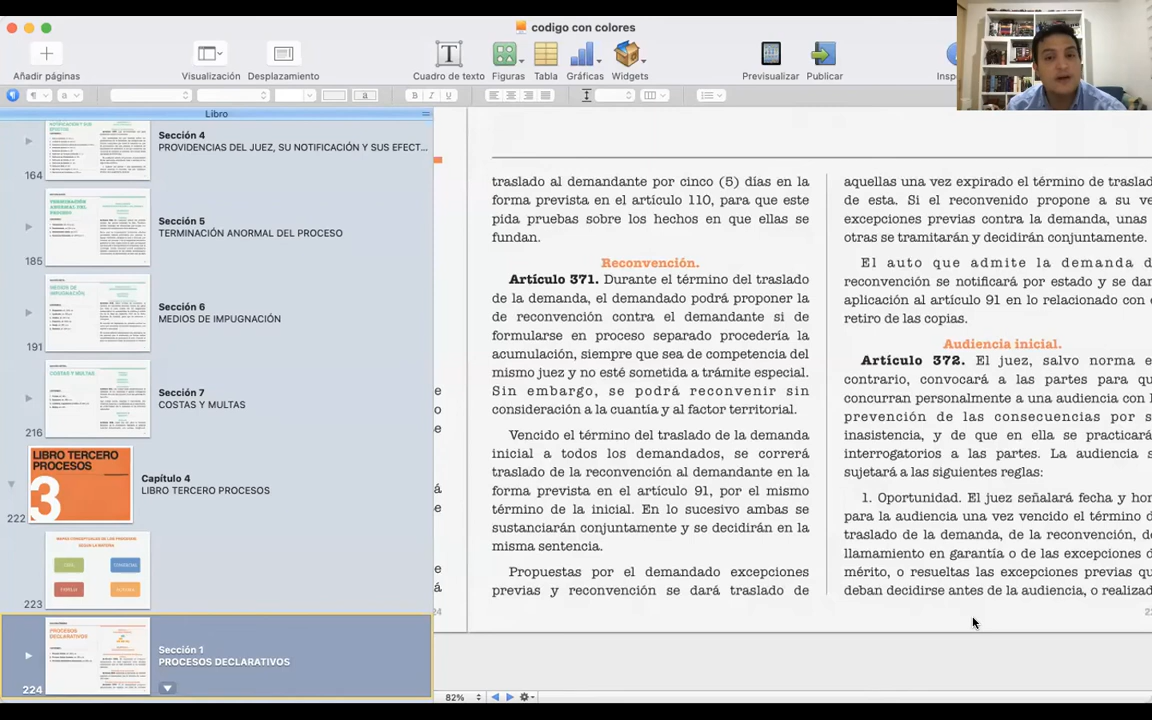 codigo con colores
Añadir páginas
Visualización
Desplazamiento
Cuadro de texto
Figuras
Tabla
Gráficas
Widgets
Previsualizar
Publicar
Insp
Libro
Sección 4
PROVIDENCIAS DEL JUEZ, SU NOTIFICACIÓN Y SUS EFECT...
164
TERMINACIÓN
ANORMAL DEL
PROCESO
Sección 5
TERMINACIÓN ANORMAL DEL PROCESO
185
MEDIOS DE
IMPUGNACIÓN
Sección 6
MEDIOS DE IMPUGNACIÓN
191
COSTAS Y MULTAS
Sección 7
COSTAS Y MULTAS
216
LIBRO TERCERO
PROCESOS
3
Capítulo 4
LIBRO TERCERO PROCESOS
222
223
PROCESOS
DECLARATIVOS
Sección 1
PROCESOS DECLARATIVOS
224
traslado al demandante por cinco (5) días en la
forma prevista en el artículo 110, para que este
pida pruebas sobre los hechos en que ellas se
fundan.
Reconvención.
Artículo 371. Durante el término del traslado
de la demanda, el demandado podrá proponer la
de reconvención contra el demandante si de
formularse en proceso separado procedería la
acumulación, siempre que sea de competencia del
mismo juez y no esté sometida a trámite especial.
Sin embargo, se podrá reconvenir sin
consideración a la cuantía y al factor territorial.
Vencido el término del traslado de la demanda
inicial a todos los demandados, se correrá
traslado de la reconvención al demandante en la
forma prevista en el artículo 91, por el mismo
término de la inicial. En lo sucesivo ambas se
sustanciarán conjuntamente y se decidirán en la
misma sentencia.
Propuestas por el demandado excepciones
previas y reconvención se dará traslado de
aquellas una vez expirado el término de traslad
de esta. Si el reconvenido propone a su ve
excepciones previas contra la demanda, unas
otras se tramitarán y decidirán conjuntamente.
El auto que admite la demanda d
reconvención se notificará por estado y se dar
aplicación al artículo 91 en lo relacionado con e
retiro de las copias.
Audiencia inicial.
Artículo 372. El juez, salvo norma e
contrario, convocará a las partes para qu
concurran personalmente a una audiencia con l
prevención de las consecuencias por s
inasistencia, y de que en ella se practicará
interrogatorios a las partes. La audiencia s
sujetará a las siguientes reglas:
1. Oportunidad. El juez señalará fecha y hor
para la audiencia una vez vencido el término d
traslado de la demanda, de la reconvención, de
llamamiento en garantía o de las excepciones d
mérito, o resueltas las excepciones previas qu
deban decidirse antes de la audiencia, o realizad
82%